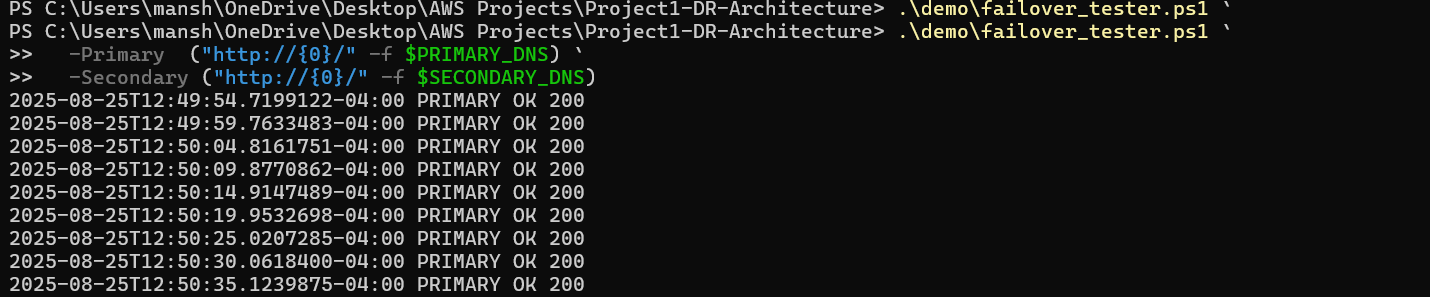 PS C:\Users\mansh\OneDrive\Desktop\AWS Projects\Project1-DR-Architecture> .\demo\failover_tester.ps1 `
PS C:\Users\mansh\OneDrive\Desktop\AWS Projects\Project1-DR-Architecture> .\demo\failover_tester.ps1 `
>>   -Primary  ("http://{0}/" -f $PRIMARY_DNS) `
>>   -Secondary ("http://{0}/" -f $SECONDARY_DNS)
2025-08-25T12:49:54.7199122-04:00 PRIMARY OK 200
2025-08-25T12:49:59.7633483-04:00 PRIMARY OK 200
2025-08-25T12:50:04.8161751-04:00 PRIMARY OK 200
2025-08-25T12:50:09.8770862-04:00 PRIMARY OK 200
2025-08-25T12:50:14.9147489-04:00 PRIMARY OK 200
2025-08-25T12:50:19.9532698-04:00 PRIMARY OK 200
2025-08-25T12:50:25.0207285-04:00 PRIMARY OK 200
2025-08-25T12:50:30.0618400-04:00 PRIMARY OK 200
2025-08-25T12:50:35.1239875-04:00 PRIMARY OK 200